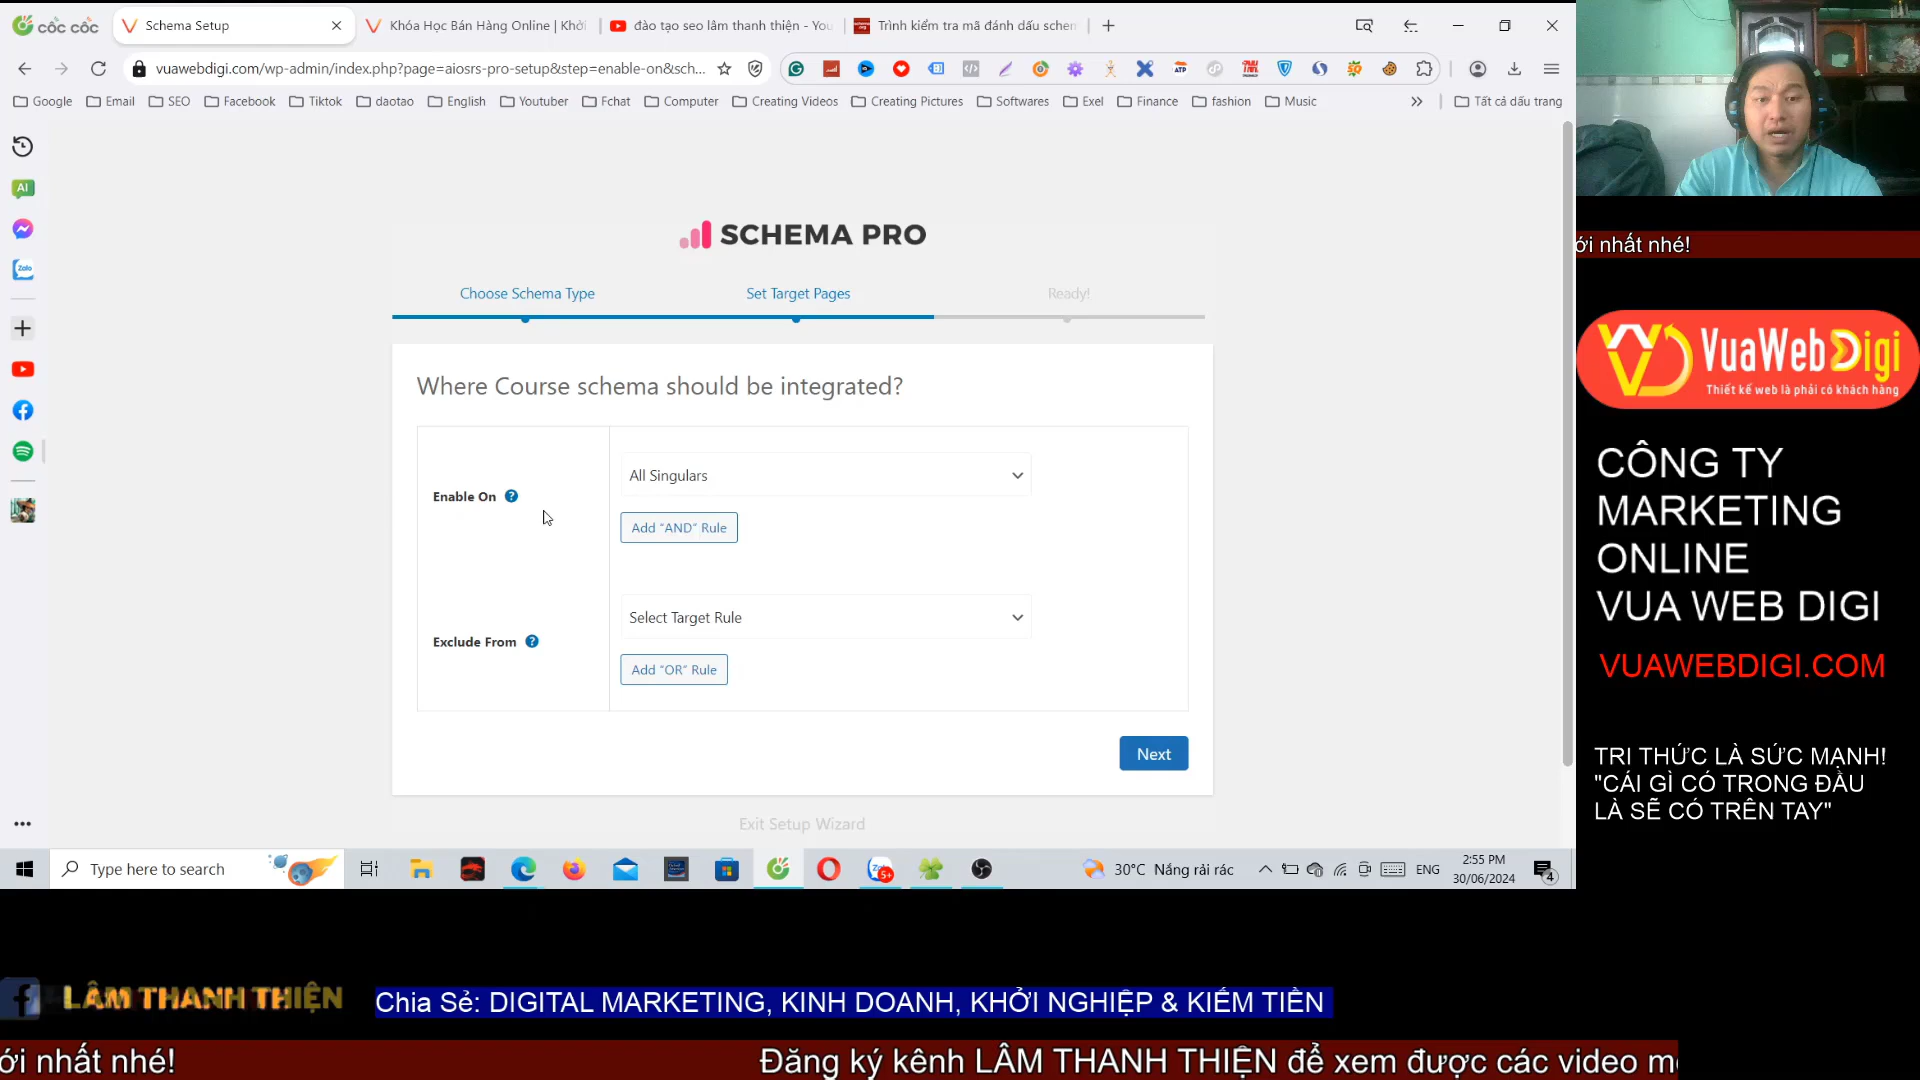 cốc cốc
Schema Setup
Khóa Học Bán Hàng Online | Khởi
đào tạo seo lâm thanh thiện - You
Trình kiểm tra mã đánh dấu schem
vuawebdigi.com/wp-admin/index.php?page=aiosrs-pro-setup&step=enable-on&sch...
Google
Email
SEO
Facebook
Tiktok
daotao
English
Youtuber
Fchat
Computer
Creating Videos
Creating Pictures
Softwares
Exel
Finance
fashion
Music
Tất cả dấu trang
AI
Zalo
SCHEMA PRO
Choose Schema Type
Set Target Pages
Ready!
Where Course schema should be integrated?
Enable On
All Singulars
Add "AND" Rule
Exclude From
Select Target Rule
Add "OR" Rule
Next
Exit Setup Wizard
Type here to search
5+
30°C Nắng rải rác
ENG
2:55 PM
30/06/2024
4
ới nhất nhé!
VuaWebDigi
Thiết kế web là phải có khách hàng
CÔNG TY
MARKETING
ONLINE
VUA WEB DIGI
VUAWEBDIGI.COM
TRI THỨC LÀ SỨC MẠNH!
"CÁI GÌ CÓ TRONG ĐẦU
LÀ SẼ CÓ TRÊN TAY"
LÂM THANH THIỆN
Chia Sẻ: DIGITAL MARKETING, KINH DOANH, KHỞI NGHIỆP & KIẾM TIỀN
ới nhất nhé!
Đăng ký kênh LÂM THANH THIỆN để xem được các video mớ